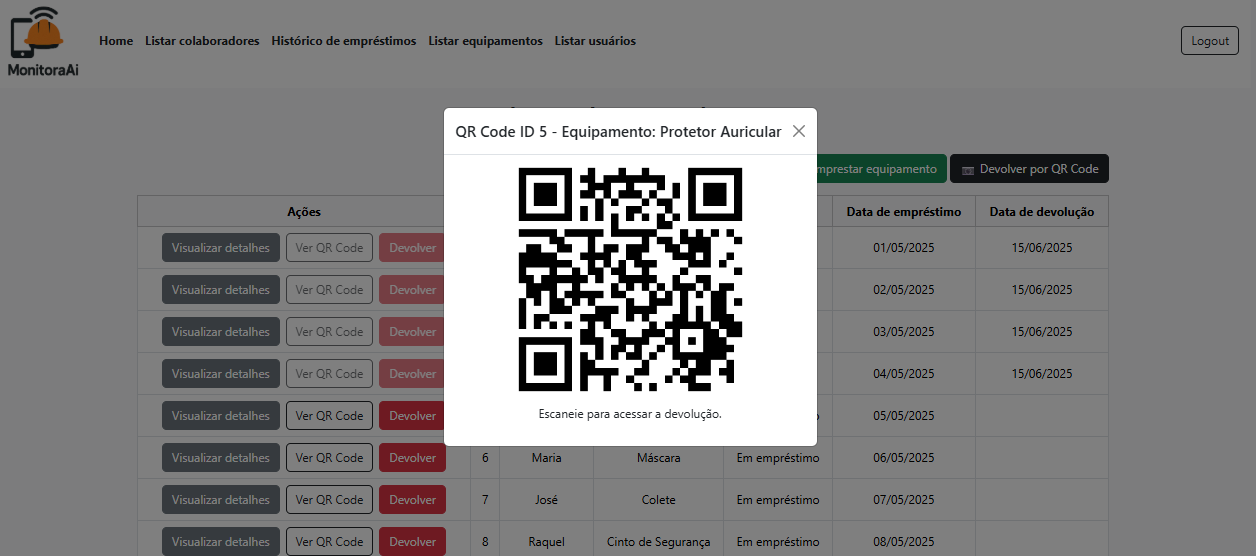 MonitoraAi
Home Listar colaboradores Histórico de empréstimos Listar equipamentos Listar usuários Logout
QR Code ID 5 - Equipamento: Protetor Auricular
Escaneie para acessar a devolução.
equipamento Devolver por QR Code
Ações Data de empréstimo Data de devolução
Visualizar detalhes Ver QR Code Devolver 01/05/2025 15/06/2025
Visualizar detalhes Ver QR Code Devolver 02/05/2025 15/06/2025
Visualizar detalhes Ver QR Code Devolver 03/05/2025 15/06/2025
Visualizar detalhes Ver QR Code Devolver 04/05/2025 15/06/2025
Visualizar detalhes Ver QR Code Devolver 05/05/2025
Visualizar detalhes Ver QR Code Devolver 6 Maria Máscara Em empréstimo 06/05/2025
Visualizar detalhes Ver QR Code Devolver 7 José Colete Em empréstimo 07/05/2025
Visualizar detalhes Ver QR Code Devolver 8 Raquel Cinto de Segurança Em empréstimo 08/05/2025